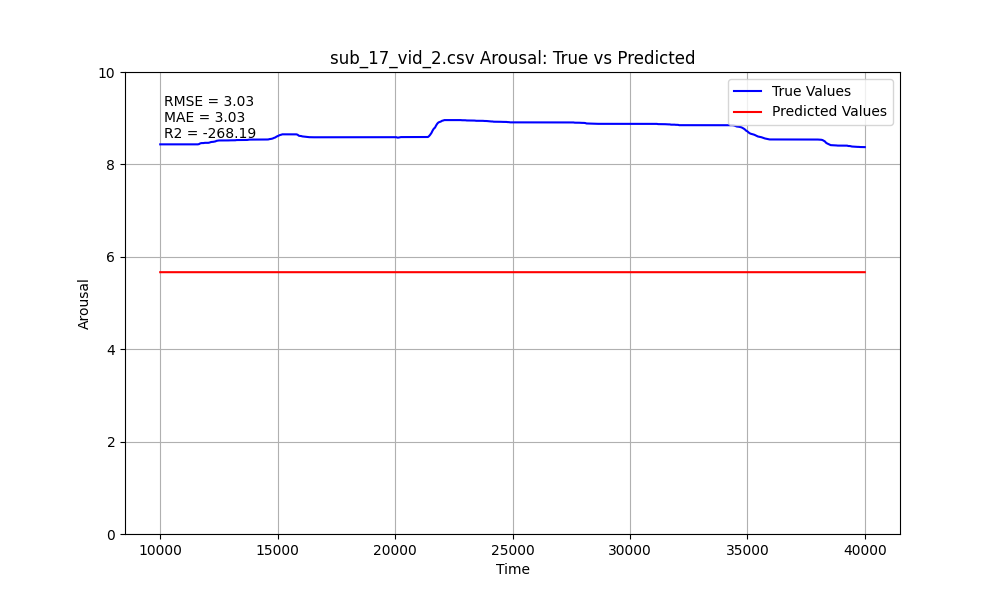 sub_17_vid_2.csv Arousal: True vs Predicted
10
RMSE = 3.03
MAE = 3.03
R2 = -268.19
True Values
Predicted Values
8
6
Arousal
4
2
0
10000 15000 20000 25000 30000 35000 40000
Time